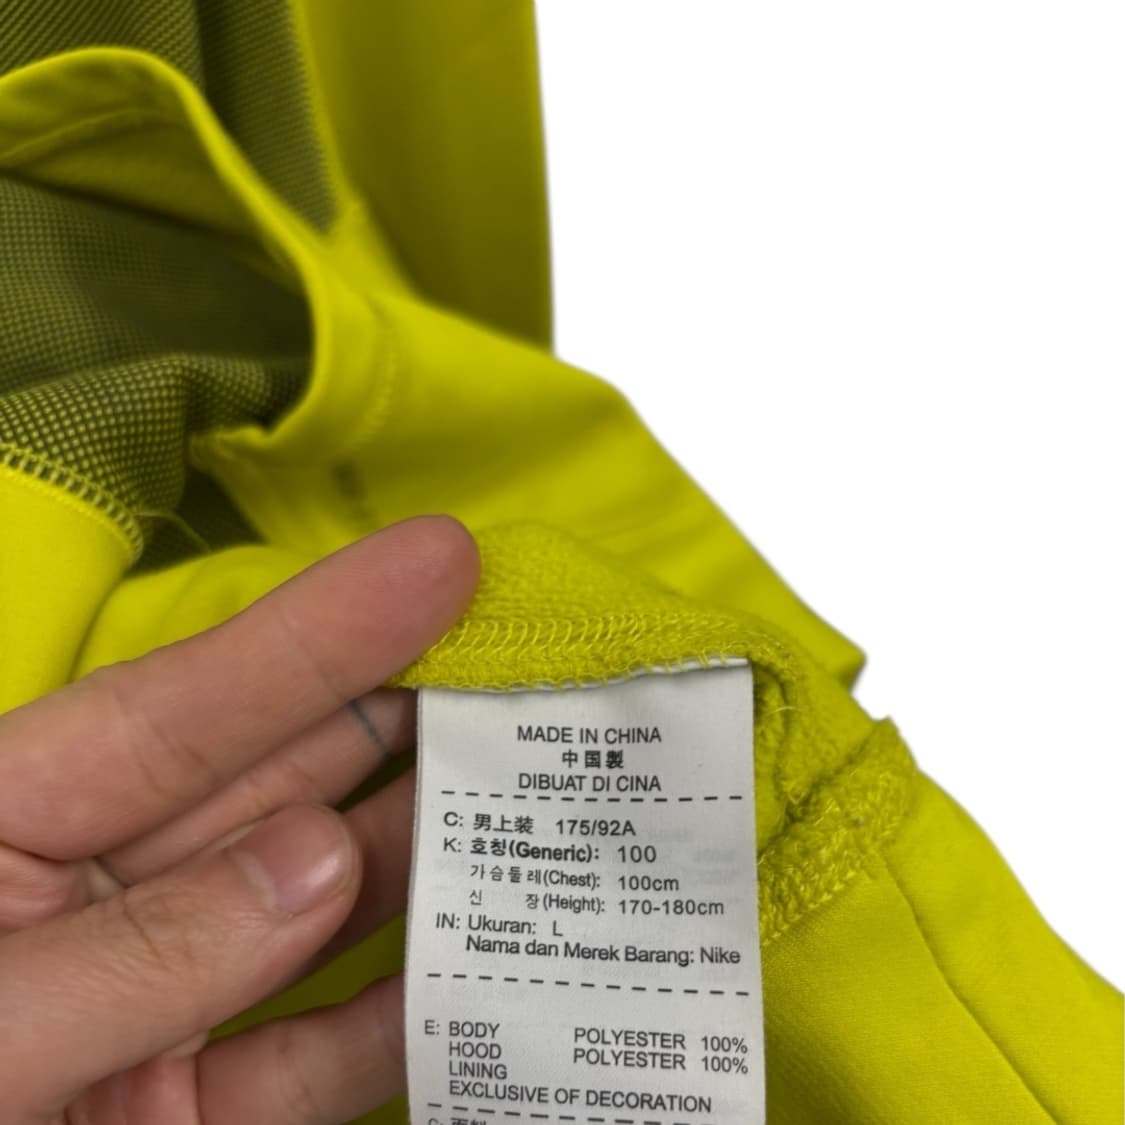 MADE IN CHINA
中国製
DIBUAT DI CINA
C: 男上装 175/92A
K: 호칭(Generic): 100
가슴둘레(Chest): 100cm
신 장(Height): 170-180cm
IN: Ukuran: L
Nama dan Merek Barang: Nike
E: BODY POLYESTER 100%
HOOD POLYESTER 100%
LINING
EXCLUSIVE OF DECORATION